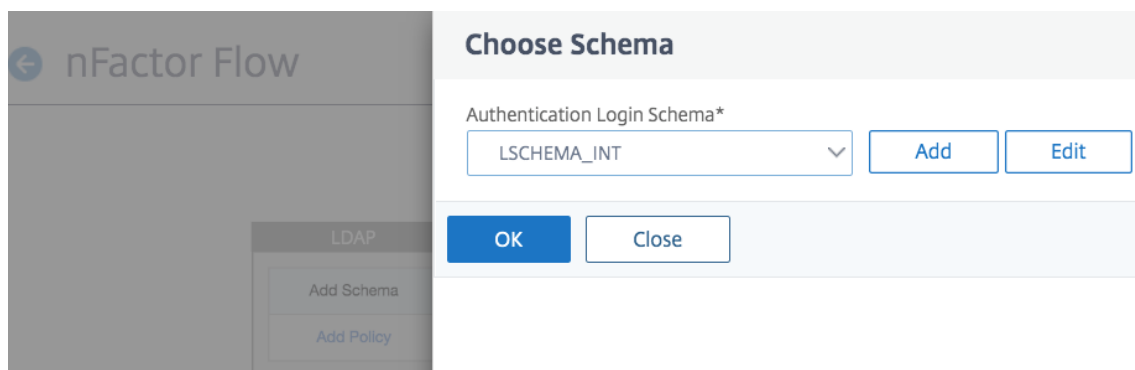 nFactor Flow
LDAP
Add Schema
Add Policy
Choose Schema
Authentication Login Schema*
LSCHEMA_INT
Add
Edit
OK
Close